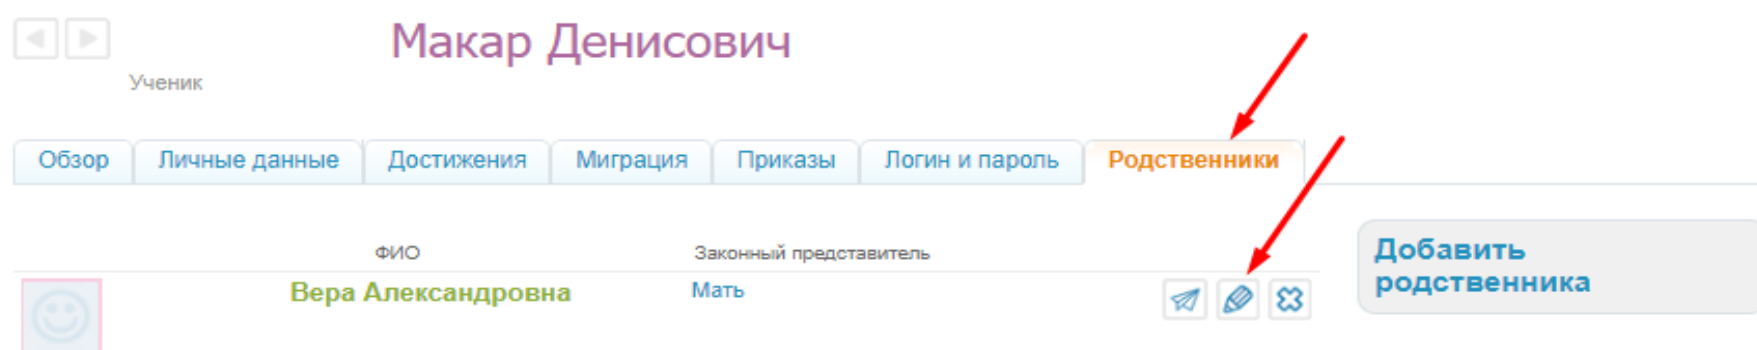 Макар Денисович
Ученик
Обзор Личные данные Достижения Миграция Приказы Логин и пароль Родственники
ФИО Законный представитель
Вера Александровна Мать
Добавить
родственника